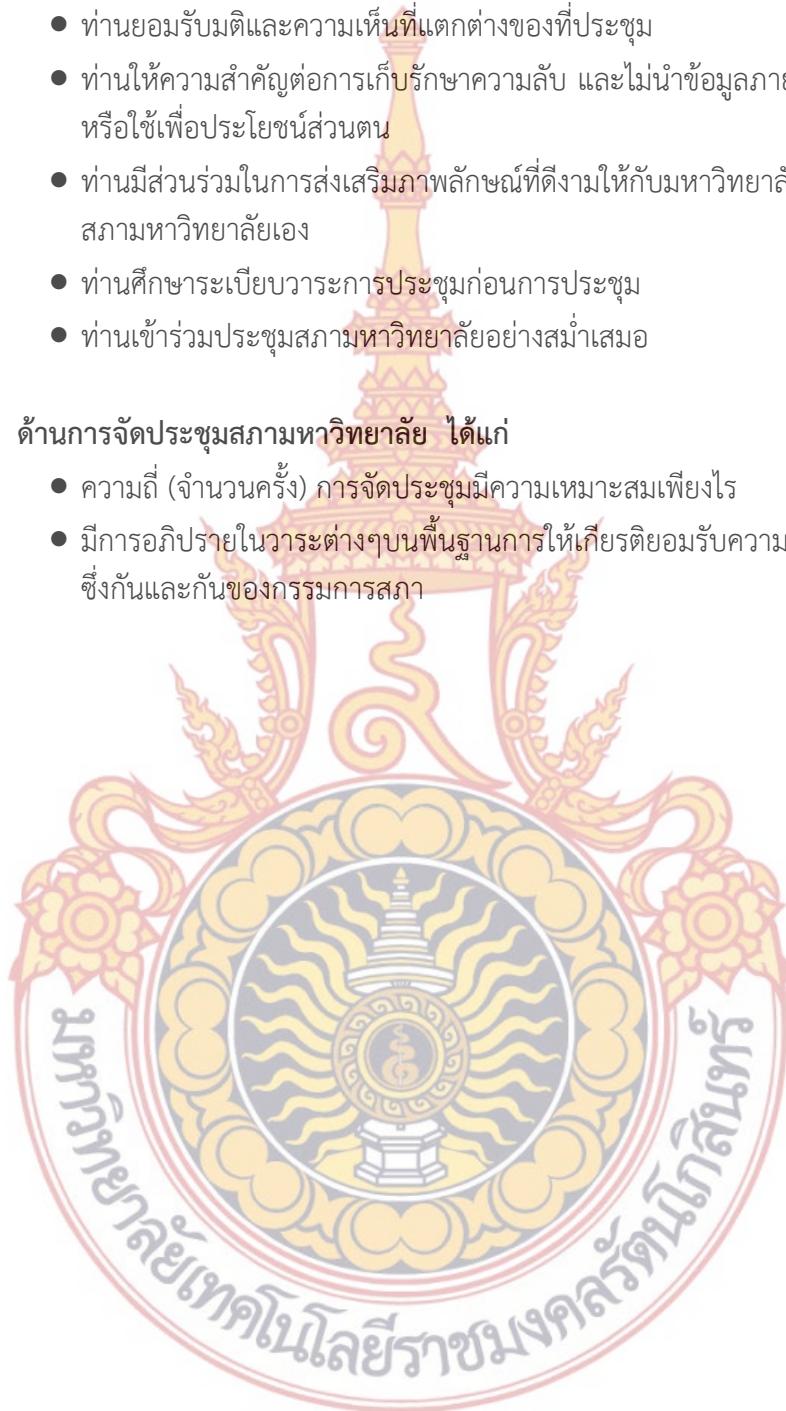 ● ท่านยอมรับมติและความเห็นที่แตกต่างของที่ประชุม
● ท่านให้ความสำคัญต่อการเก็บรักษาความลับ และไม่นำข้อมูลภาย
หรือใช้เพื่อประโยชน์ส่วนตน
● ท่านมีส่วนร่วมในการส่งเสริมภาพลักษณ์ที่ดีงามให้กับมหาวิทยาลั
สภามหาวิทยาลัยเอง
● ท่านศึกษาระเบียบวาระการประชุมก่อนการประชุม
● ท่านเข้าร่วมประชุมสภามหาวิทยาลัยอย่างสม่ำเสมอ
ด้านการจัดประชุมสภามหาวิทยาลัย ได้แก่
● ความถี่ (จำนวนครั้ง) การจัดประชุมมีความเหมาะสมเพียงไร
● มีการอภิปรายในวาระต่างๆบนพื้นฐานการให้เกียรติยอมรับความ
ซึ่งกันและกันของกรรมการสภา
มหาวิทยาลัยเทคโนโลยีราชมงคลรัตนโกสินทร์